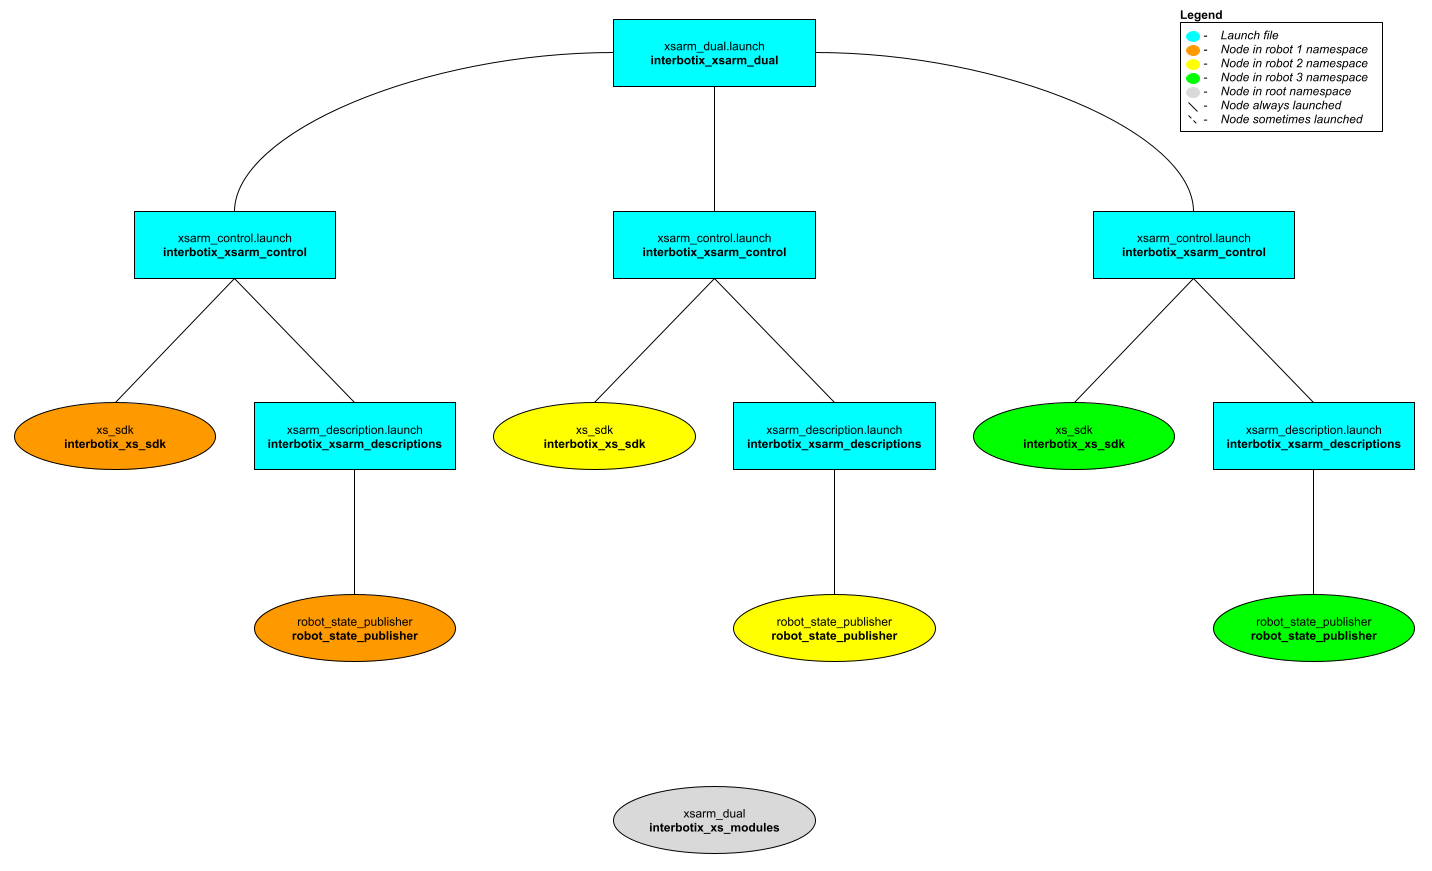 Legend
- Launch file
- Node in robot 1 namespace
- Node in robot 2 namespace
- Node in robot 3 namespace
- Node in root namespace
- Node always launched
- Node sometimes launched
xsarm_dual.launch
interbotix_xsarm_dual
xsarm_control.launch
interbotix_xsarm_control
xsarm_control.launch
interbotix_xsarm_control
xsarm_control.launch
interbotix_xsarm_control
xs_sdk
interbotix_xs_sdk
xsarm_description.launch
interbotix_xsarm_descriptions
xs_sdk
interbotix_xs_sdk
xsarm_description.launch
interbotix_xsarm_descriptions
xs_sdk
interbotix_xs_sdk
xsarm_description.launch
interbotix_xsarm_descriptions
robot_state_publisher
robot_state_publisher
robot_state_publisher
robot_state_publisher
robot_state_publisher
robot_state_publisher
xsarm_dual
interbotix_xs_modules